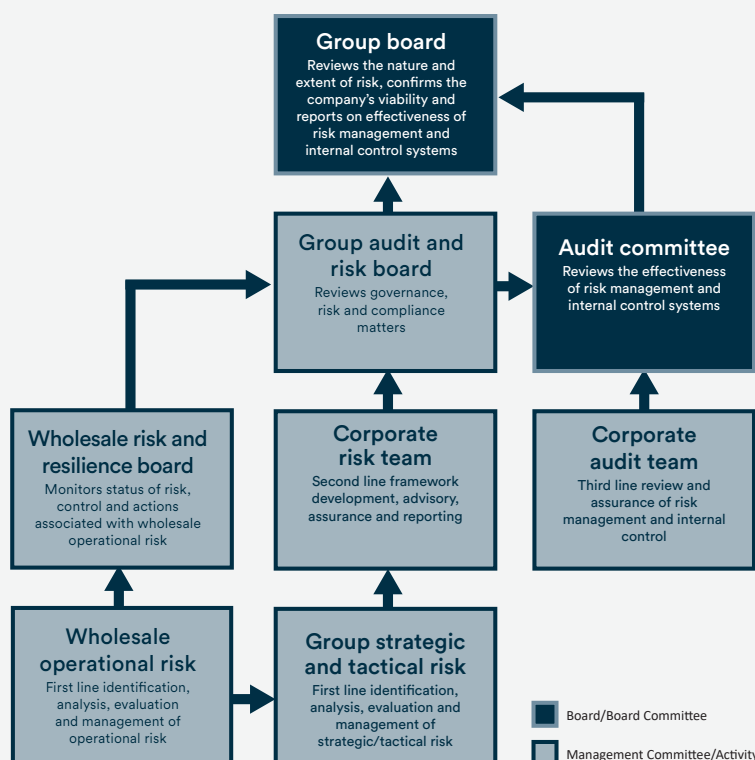 Group board
Reviews the nature and
extent of risk, confirms the
company's viability and
reports on effectiveness of
risk management and
internal control systems
Group audit and
risk board
Reviews governance,
risk and compliance
matters
Audit committee
Reviews the effectiveness
of risk management and
internal control systems
Wholesale risk and
resilience board
Monitors status of risk,
control and actions
associated with wholesale
operational risk
Corporate
risk team
Second line framework
development, advisory,
assurance and reporting
Corporate
audit team
Third line review and
assurance of risk
management and internal
control
Wholesale
operational risk
First line identification,
analysis, evaluation
and management of
operational risk
Group strategic
and tactical risk
First line identification,
analysis, evaluation and
management of
strategic/tactical risk
Board/Board Committee
Management Committee/Activity